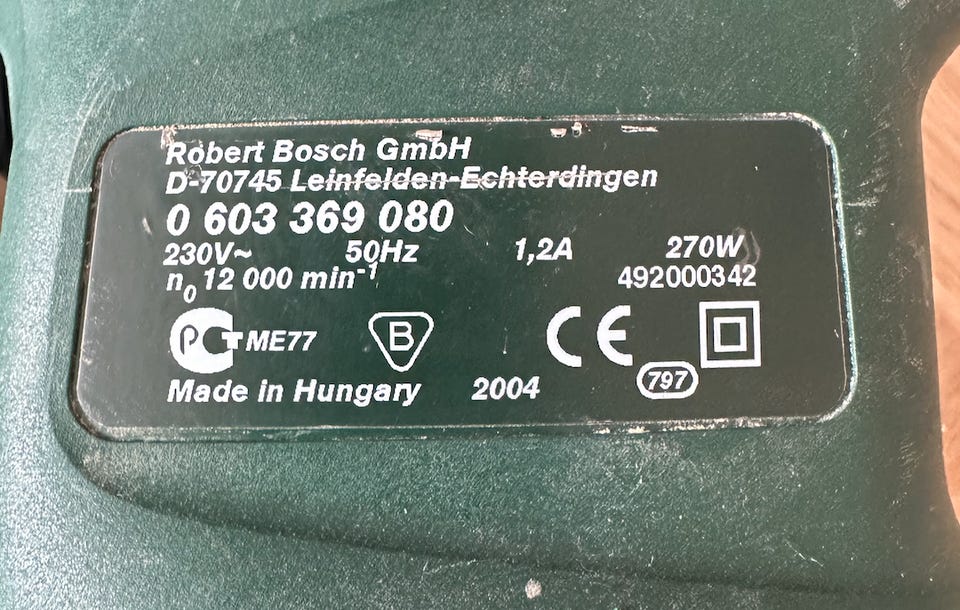 Robert Bosch GmbH
D-70745 Leinfelden-Echterdingen
0 603 369 080
230V~ 50Hz 1,2A 270W
n₀ 12 000 min⁻¹ 492000342
PCT ME77 B CE
797
Made in Hungary 2004